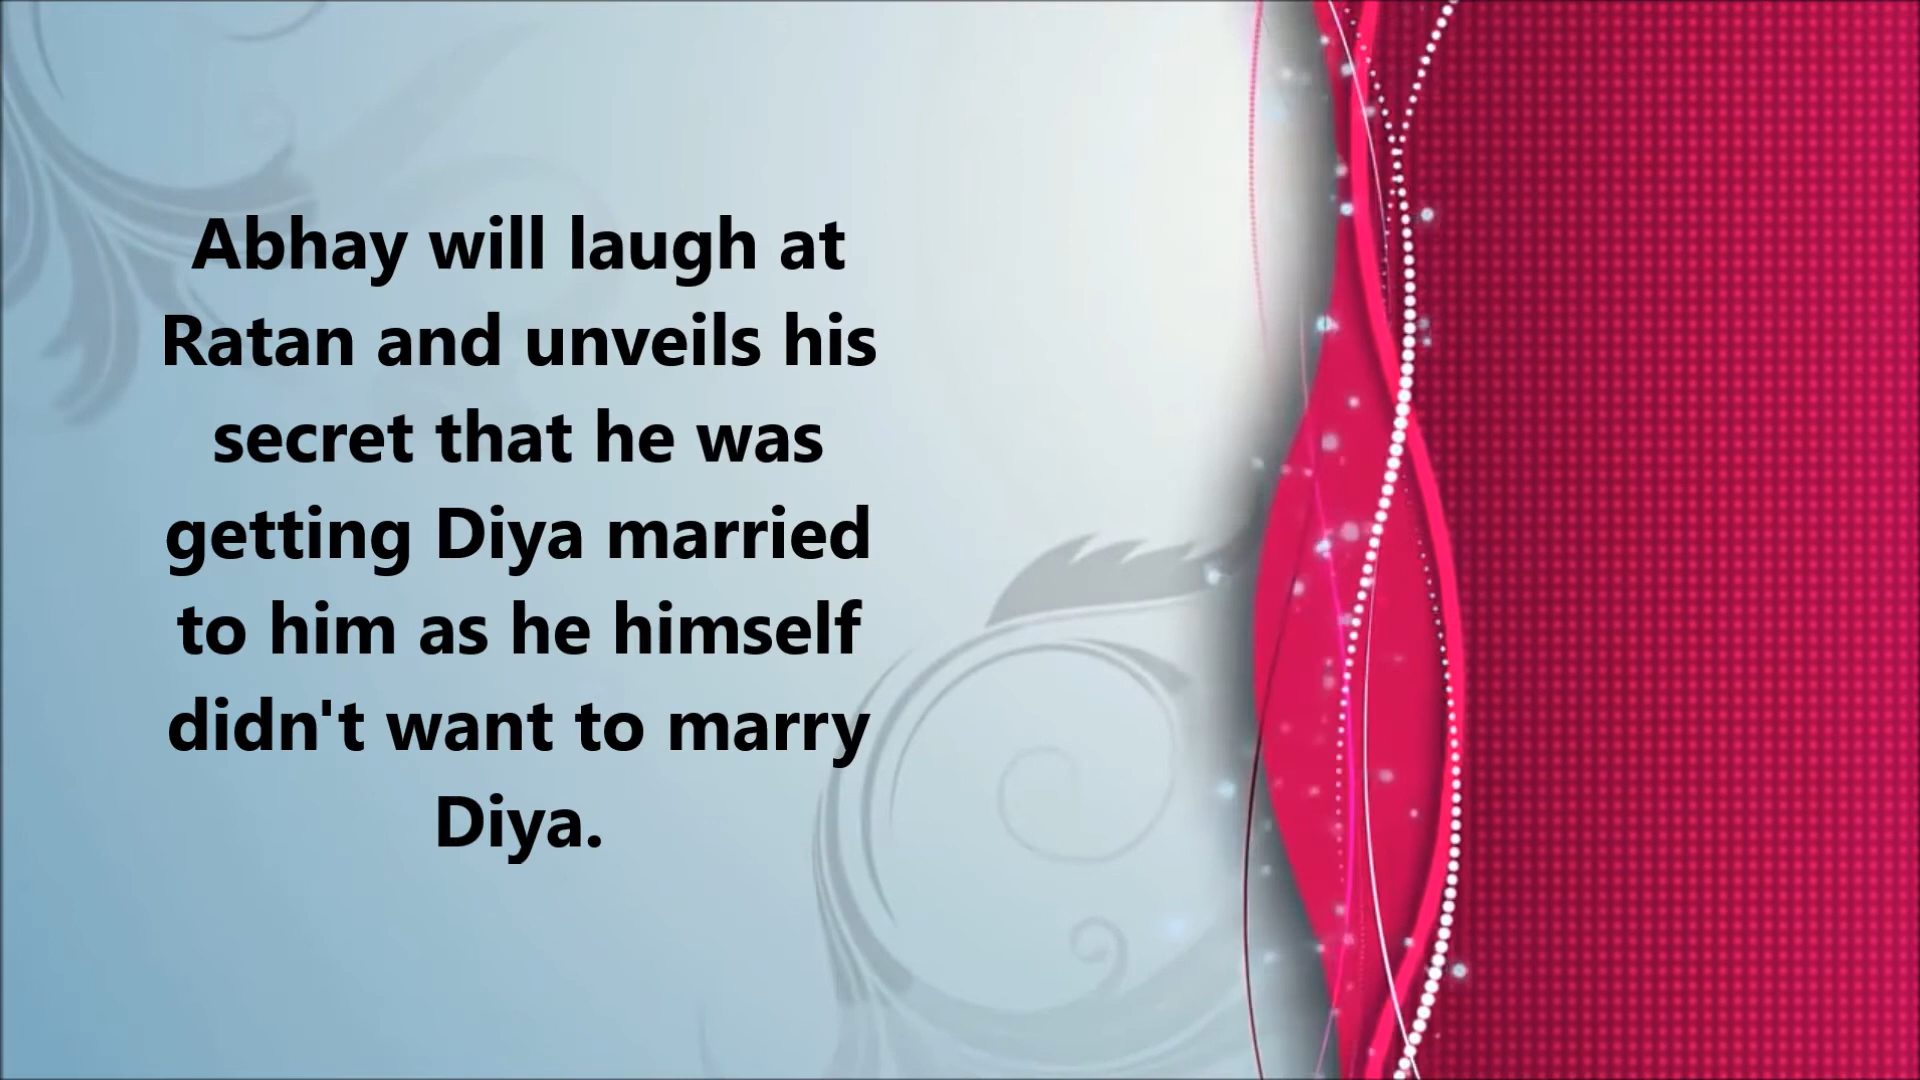 Abhay will laugh at
Ratan and unveils his
secret that he was
getting Diya married
to him as he himself
didn't want to marry
Diya.